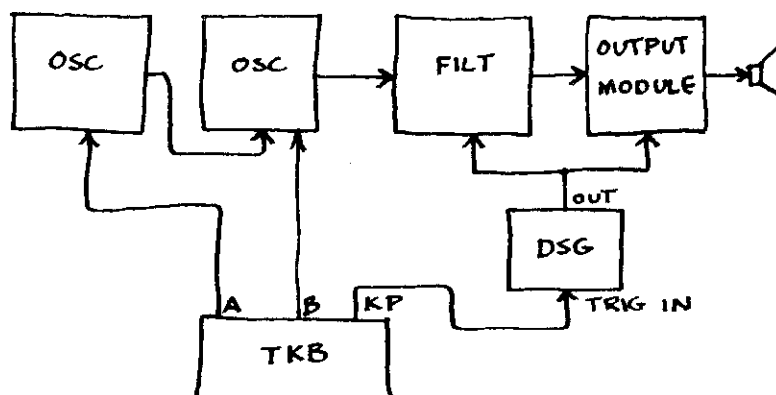 OSC
OSC
FILT
OUTPUT
MODULE
OUT
DSG
TRIG IN
A
B
KP
TKB